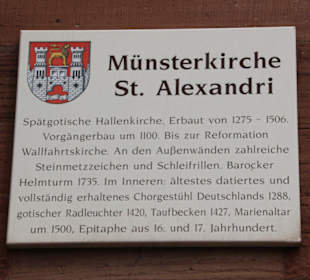 Münsterkirche
St. Alexandri
Spätgotische Hallenkirche. Erbaut von 1275 - 1506.
Vorgängerbau um 1100. Bis zur Reformation
Wallfahrtskirche. An den Außenwänden zahlreiche
Steinmetzzeichen und Schleifrillen. Barocker
Helmturm 1735. Im Inneren: ältestes datiertes und
vollständig erhaltenes Chorgestühl Deutschlands 1288,
gotischer Radleuchter 1420, Taufbecken 1427, Marienaltar
um 1500, Epitaphe aus 16. und 17. Jahrhundert.